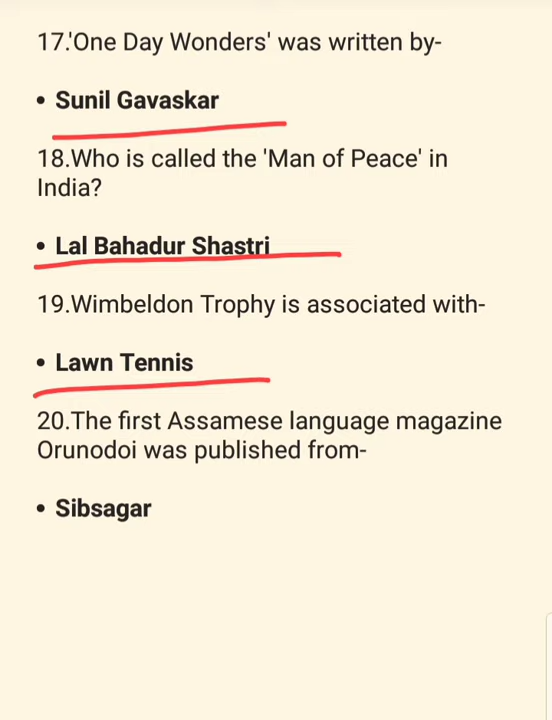 17.'One Day Wonders' was written by-
• Sunil Gavaskar
18.Who is called the 'Man of Peace' in
India?
• Lal Bahadur Shastri
19.Wimbeldon Trophy is associated with-
• Lawn Tennis
20.The first Assamese language magazine
Orunodoi was published from-
• Sibsagar